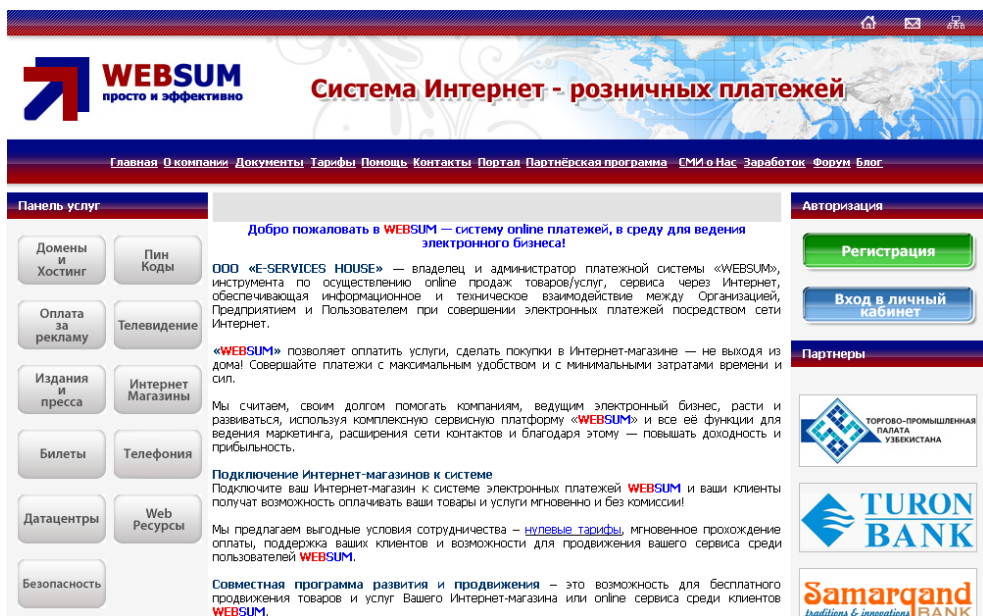 WEBSUM
просто и эффективно
Система Интернет - розничных платежей
Главная О компании Документы Тарифы Помощь Контакты Портал Партнёрская программа СМИ о Нас Заработок Форум Блог
Панель услуг
Домены
и
Хостинг
Пин
Коды
Оплата
за
рекламу
Телевидение
Издания
и
пресса
Интернет
Магазины
Билеты
Телефония
Датацентры
Web
Ресурсы
Безопасность
Добро пожаловать в WEBSUM — систему online платежей, в среду для ведения
электронного бизнеса!
ООО «E-SERVICES HOUSE» — владелец и администратор платежной системы «WEBSUM»,
инструмента по осуществлению online продаж товаров/услуг, сервиса через Интернет,
обеспечивающая информационное и техническое взаимодействие между Организацией,
Предприятием и Пользователем при совершении электронных платежей посредством сети
Интернет.
«WEBSUM» позволяет оплатить услуги, сделать покупки в Интернет-магазине — не выходя из
дома! Совершайте платежи с максимальным удобством и с минимальными затратами времени и
сил.
Мы считаем, своим долгом помогать компаниям, ведущим электронный бизнес, расти и
развиваться, используя комплексную сервисную платформу «WEBSUM» и все её функции для
ведения маркетинга, расширения сети контактов и благодаря этому — повышать доходность и
прибыльность.
Подключение Интернет-магазинов к системе
Подключите ваш Интернет-магазин к системе электронных платежей WEBSUM и ваши клиенты
получат возможность оплачивать ваши товары и услуги мгновенно и без комиссии!
Мы предлагаем выгодные условия сотрудничества – нулевые тарифы, мгновенное прохождение
оплаты, поддержка ваших клиентов и возможности для продвижения вашего сервиса среди
пользователей WEBSUM.
Совместная программа развития и продвижения – это возможность для бесплатного
продвижения товаров и услуг Вашего Интернет-магазина или online сервиса среди клиентов
WEBSUM.
Авторизация
Регистрация
Вход в личный
кабинет
Партнеры
ТОРГОВО-ПРОМЫШЛЕННАЯ
ПАЛАТА
УЗБЕКИСТАНА
TURON
BANK
Samarqand
traditions & innovations BANK